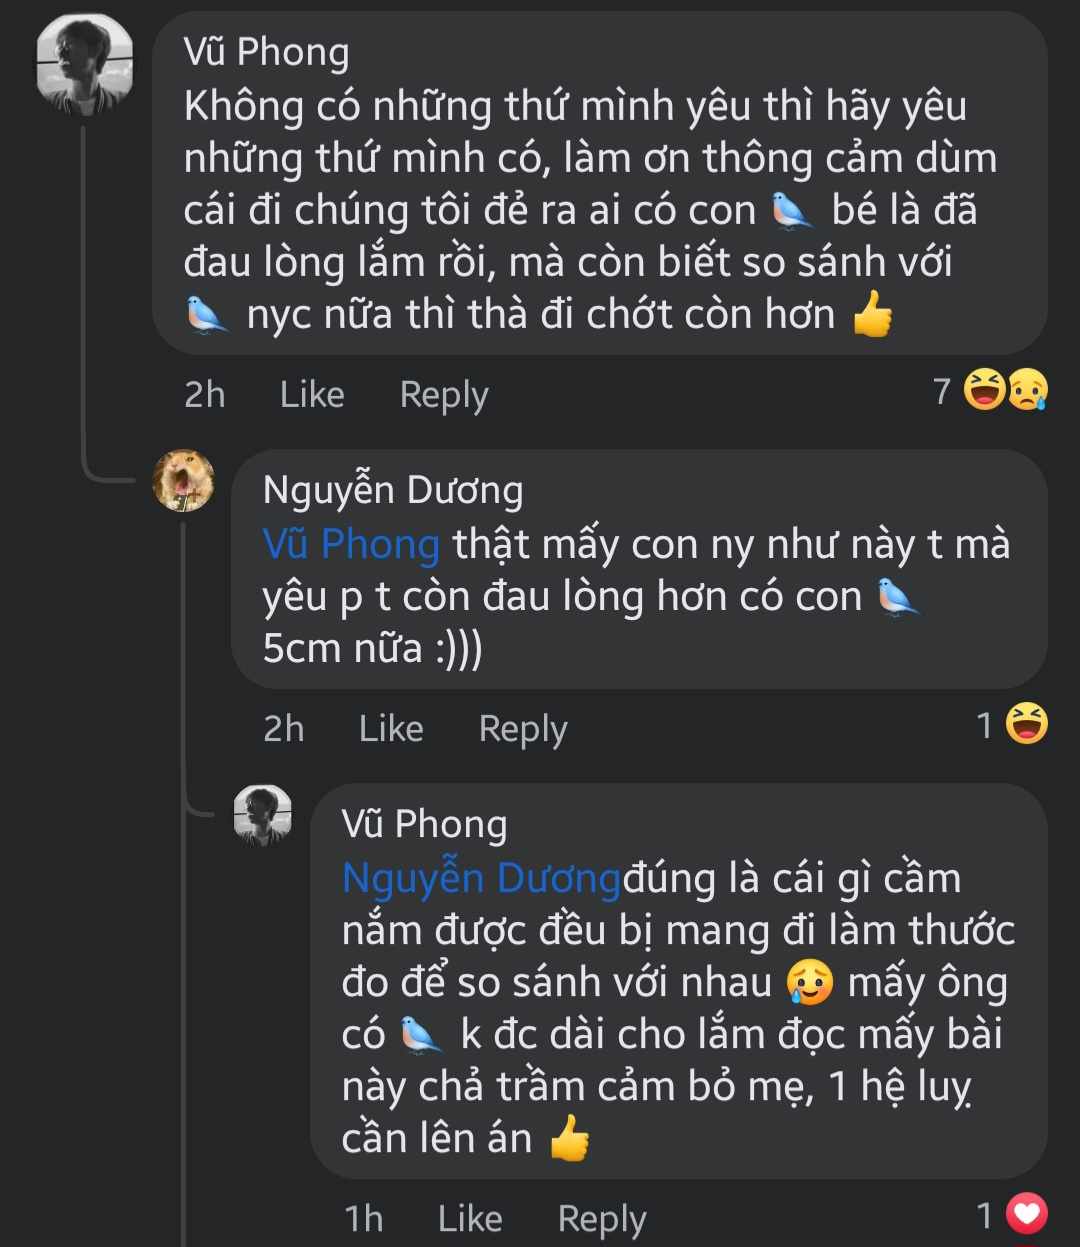 Vũ Phong
Không có những thứ mình yêu thì hãy yêu
những thứ mình có, làm ơn thông cảm dùm
cái đi chúng tôi đẻ ra ai có con 🐦 bé là đã
đau lòng lắm rồi, mà còn biết so sánh với
🐦 nyc nữa thì thà đi chớt còn hơn 👍
2h Like Reply 7 😆😥
Nguyễn Dương
Vũ Phong thật mấy con ny như này t mà
yêu p t còn đau lòng hơn có con 🐦
5cm nữa :)))
2h Like Reply 1 😆
Vũ Phong
Nguyễn Dươngđúng là cái gì cầm
nắm được đều bị mang đi làm thước
đo để so sánh với nhau 🥲 mấy ông
có 🐦 k đc dài cho lắm đọc mấy bài
này chả trầm cảm bỏ mẹ, 1 hệ luỵ
cần lên án 👍
1h Like Reply 1 ❤️